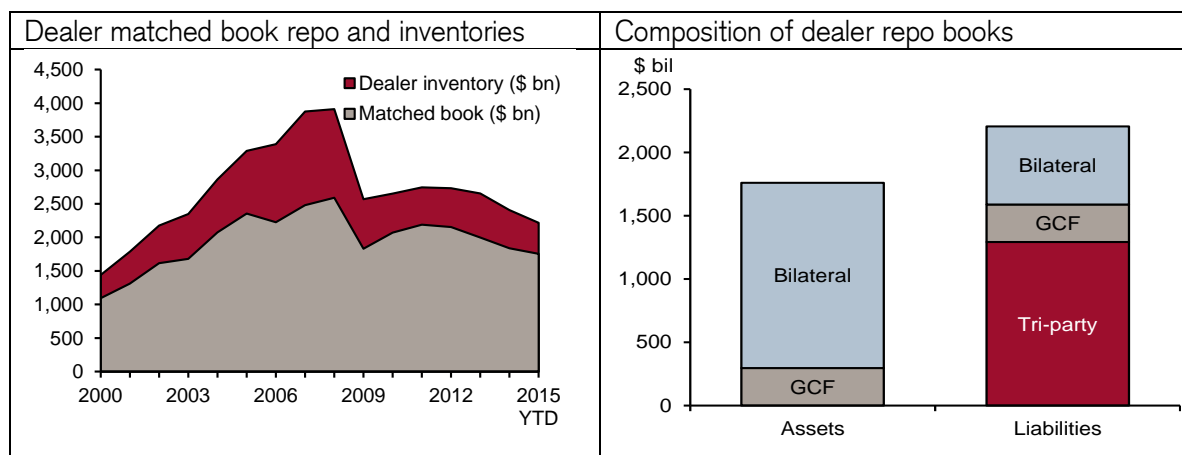 Dealer matched book repo and inventories
4,500
4,000
3,500
3,000
2,500
2,000
1,500
1,000
500
0
Dealer inventory ($ bn)
Matched book ($ bn)
2000 2003 2006 2009 2012 2015
YTD
Composition of dealer repo books
$ bil
2,500
2,000
1,500
1,000
500
0
Bilateral
GCF
Bilateral
GCF
Tri-party
Assets Liabilities